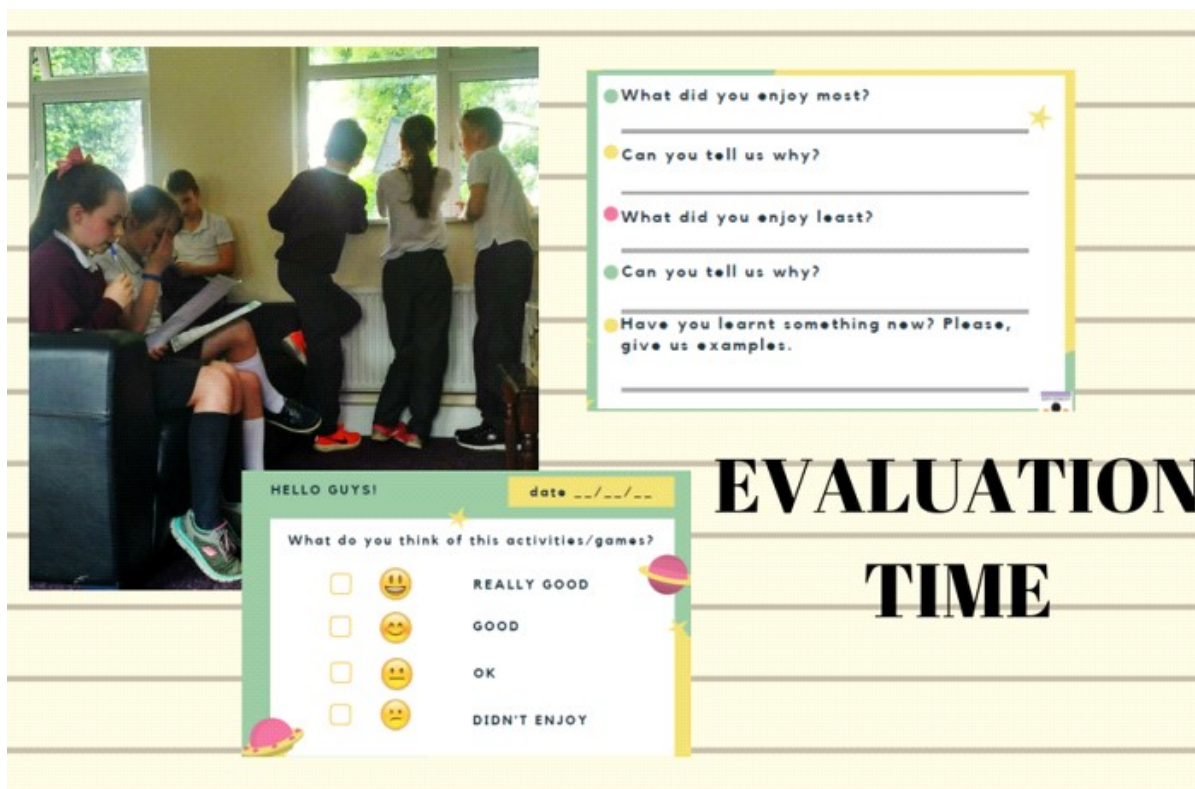 What did you enjoy most?
Can you tell us why?
What did you enjoy least?
Can you tell us why?
Have you learnt something new? Please,
give us examples.
EVALUATION
TIME
HELLO GUYS!
date __/__/__
What do you think of this activities/games?
REALLY GOOD
GOOD
OK
DIDN'T ENJOY